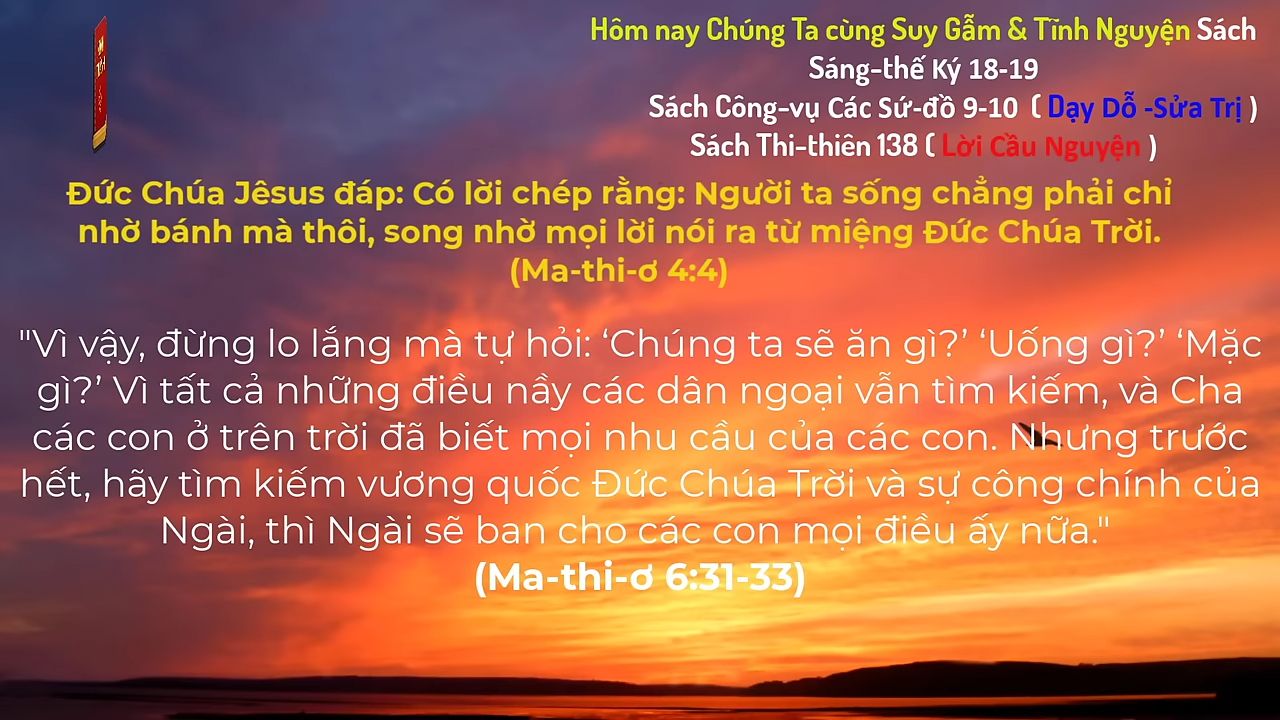 Hôm nay Chúng Ta cùng Suy Gẫm & Tĩnh Nguyện Sách
Sáng-thế Ký 18-19
Sách Công-vụ Các Sứ-đồ 9-10 ( Dạy Dỗ -Sửa Trị )
Sách Thi-thiên 138 ( Lời Cầu Nguyện )
Đức Chúa Jêsus đáp: Có lời chép rằng: Người ta sống chẳng phải chỉ
nhờ bánh mà thôi, song nhờ mọi lời nói ra từ miệng Đức Chúa Trời.
(Ma-thi-ơ 4:4)
"Vì vậy, đừng lo lắng mà tự hỏi: ‘Chúng ta sẽ ăn gì?’ ‘Uống gì?’ ‘Mặc
gì?’ Vì tất cả những điều nầy các dân ngoại vẫn tìm kiếm, và Cha
các con ở trên trời đã biết mọi nhu cầu của các con. Nhưng trước
hết, hãy tìm kiếm vương quốc Đức Chúa Trời và sự công chính của
Ngài, thì Ngài sẽ ban cho các con mọi điều ấy nữa."
(Ma-thi-ơ 6:31-33)